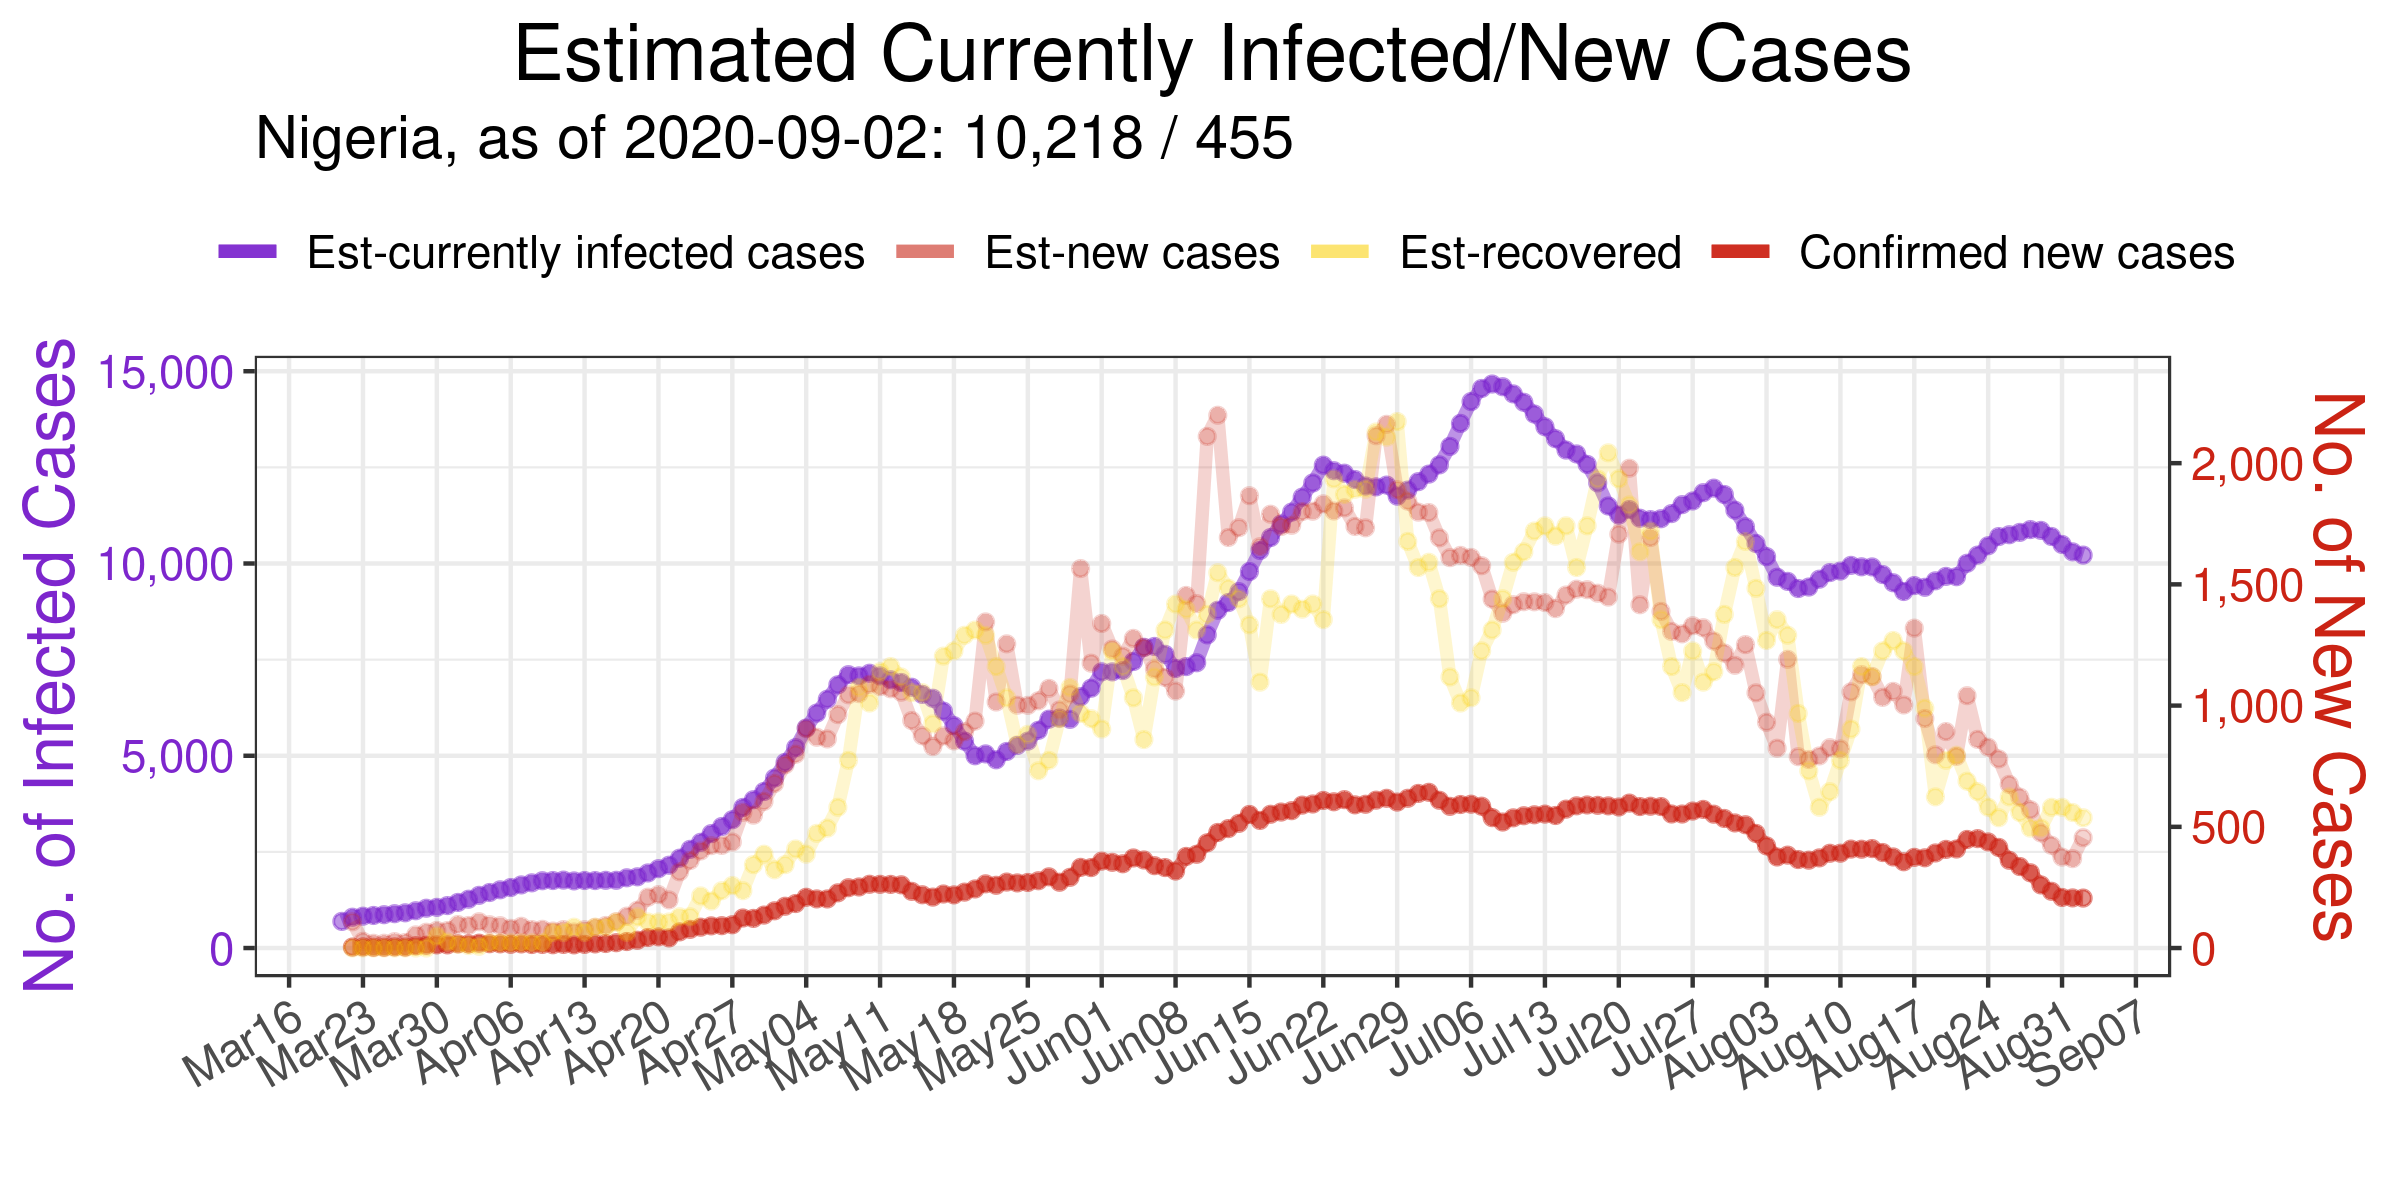 Estimated Currently Infected/New Cases
Nigeria, as of 2020-09-02: 10,218 / 455
Est-currently infected cases Est-new cases Est-recovered Confirmed new cases
No. of Infected Cases
15,000
10,000
5,000
0
2,000
1,500
1,000
500
0
No. of New Cases
Mar16 Mar23 Mar30 Apr06 Apr13 Apr20 Apr27 May04 May11 May18 May25 Jun01 Jun08 Jun15 Jun22 Jun29 Jul06 Jul13 Jul20 Jul27 Aug03 Aug10 Aug17 Aug24 Aug31 Sep07